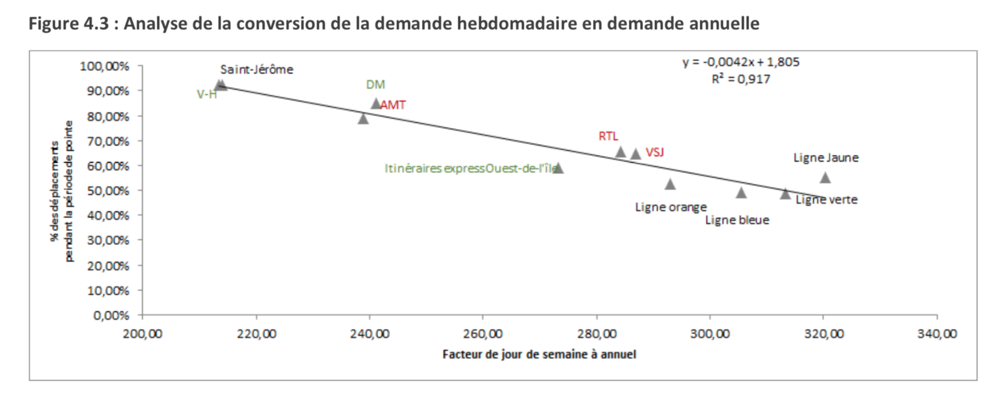 Figure 4.3 : Analyse de la conversion de la demande hebdomadaire en demande annuelle
y = -0,0042x + 1,805
R² = 0,917
% des déplacements
pendant la période de pointe
100,00%
90,00%
80,00%
70,00%
60,00%
50,00%
40,00%
30,00%
20,00%
10,00%
0,00%
Saint-Jérôme
V-H
DM
AMT
RTL
VSJ
Itinéraires express Ouest-de-l'île
Ligne Jaune
Ligne verte
Ligne orange
Ligne bleue
200,00
220,00
240,00
260,00
280,00
300,00
320,00
340,00
Facteur de jour de semaine à annuel